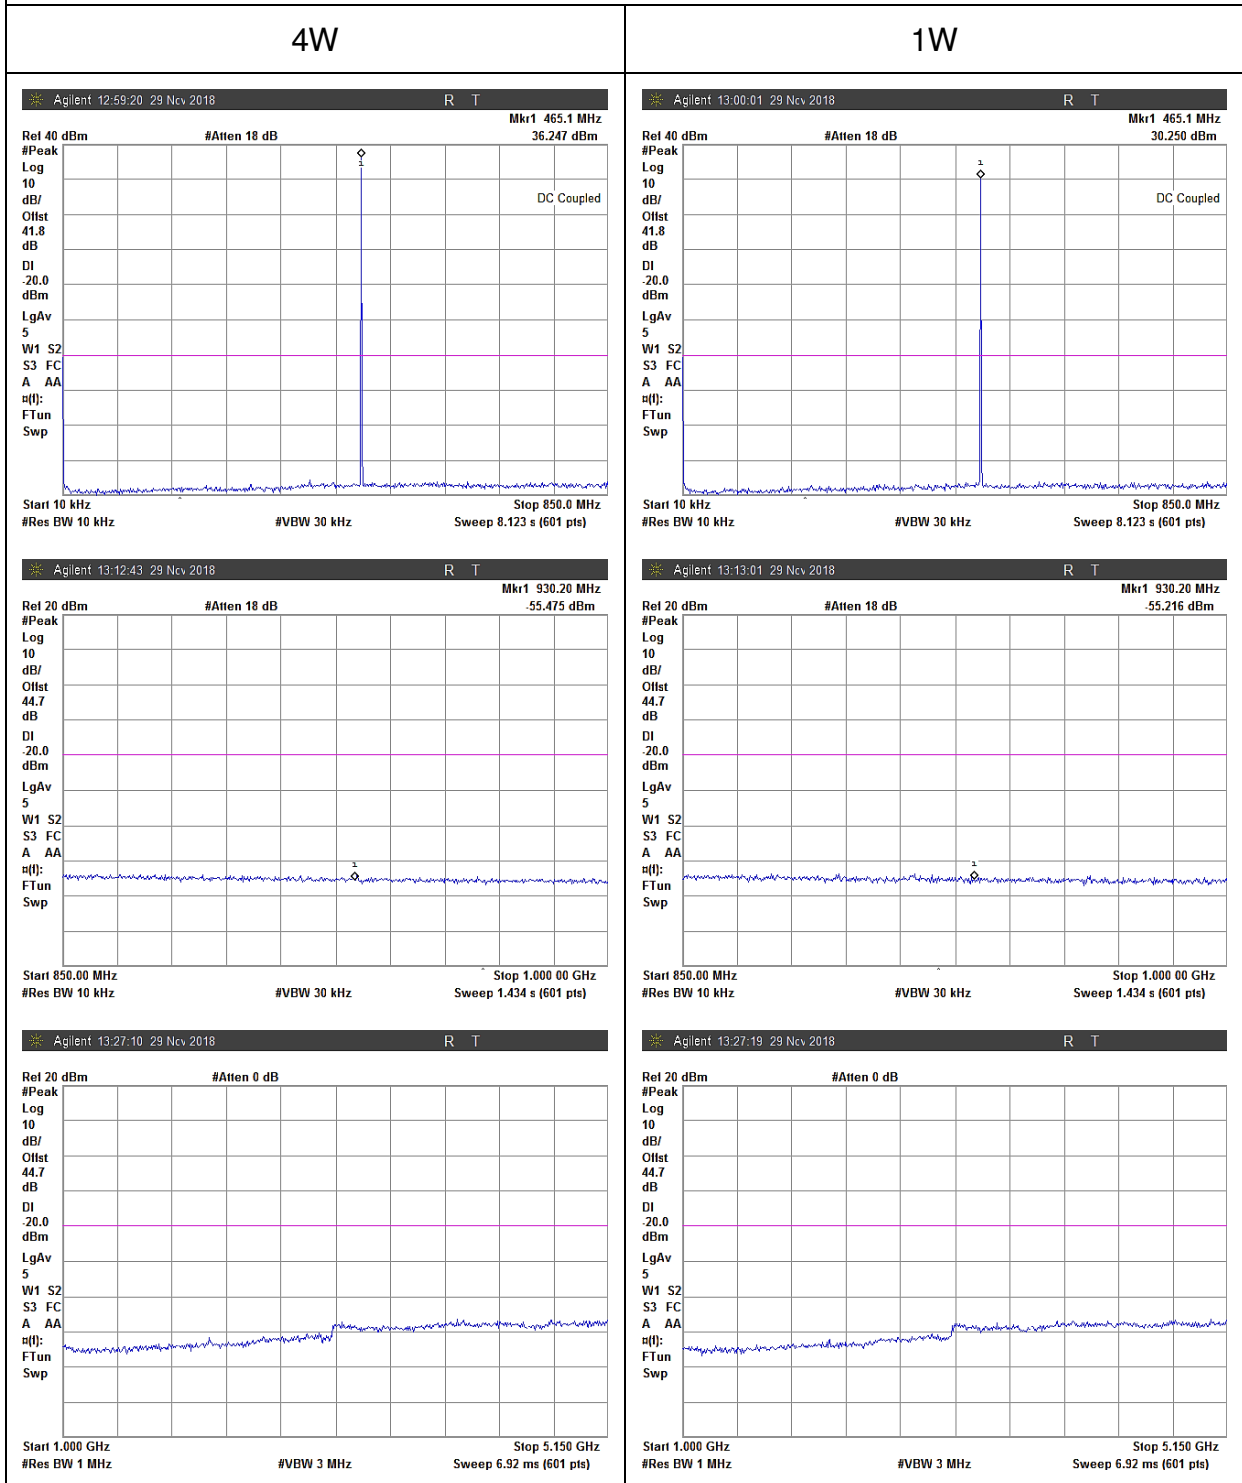 4W
1W
Agilent 12:59:20 29 Nov 2018 R T
Mkr1 465.1 MHz
Ref 40 dBm #Atten 18 dB 36.247 dBm
#Peak
Log
10
dB/
Offst
41.8
dB
DI
-20.0
dBm
LgAv
5
W1 S2
S3 FC
A AA
¤(f):
FTun
Swp
1
DC Coupled
Start 10 kHz Stop 850.0 MHz
#Res BW 10 kHz #VBW 30 kHz Sweep 8.123 s (601 pts)
Agilent 13:00:01 29 Nov 2018 R T
Mkr1 465.1 MHz
Ref 40 dBm #Atten 18 dB 30.250 dBm
#Peak
Log
10
dB/
Offst
41.8
dB
DI
-20.0
dBm
LgAv
5
W1 S2
S3 FC
A AA
¤(f):
FTun
Swp
1
DC Coupled
Start 10 kHz Stop 850.0 MHz
#Res BW 10 kHz #VBW 30 kHz Sweep 8.123 s (601 pts)
Agilent 13:12:43 29 Nov 2018 R T
Mkr1 930.20 MHz
Ref 20 dBm #Atten 18 dB -55.475 dBm
#Peak
Log
10
dB/
Offst
44.7
dB
DI
-20.0
dBm
LgAv
5
W1 S2
S3 FC
A AA
¤(f):
FTun
Swp
1
Start 850.00 MHz Stop 1.000 00 GHz
#Res BW 10 kHz #VBW 30 kHz Sweep 1.434 s (601 pts)
Agilent 13:13:01 29 Nov 2018 R T
Mkr1 930.20 MHz
Ref 20 dBm #Atten 18 dB -55.216 dBm
#Peak
Log
10
dB/
Offst
44.7
dB
DI
-20.0
dBm
LgAv
5
W1 S2
S3 FC
A AA
¤(f):
FTun
Swp
1
Start 850.00 MHz Stop 1.000 00 GHz
#Res BW 10 kHz #VBW 30 kHz Sweep 1.434 s (601 pts)
Agilent 13:27:10 29 Nov 2018 R T
Ref 20 dBm #Atten 0 dB
#Peak
Log
10
dB/
Offst
44.7
dB
DI
-20.0
dBm
LgAv
5
W1 S2
S3 FC
A AA
¤(f):
FTun
Swp
Start 1.000 GHz Stop 5.150 GHz
#Res BW 1 MHz #VBW 3 MHz Sweep 6.92 ms (601 pts)
Agilent 13:27:19 29 Nov 2018 R T
Ref 20 dBm #Atten 0 dB
#Peak
Log
10
dB/
Offst
44.7
dB
DI
-20.0
dBm
LgAv
5
W1 S2
S3 FC
A AA
¤(f):
FTun
Swp
Start 1.000 GHz Stop 5.150 GHz
#Res BW 1 MHz #VBW 3 MHz Sweep 6.92 ms (601 pts)